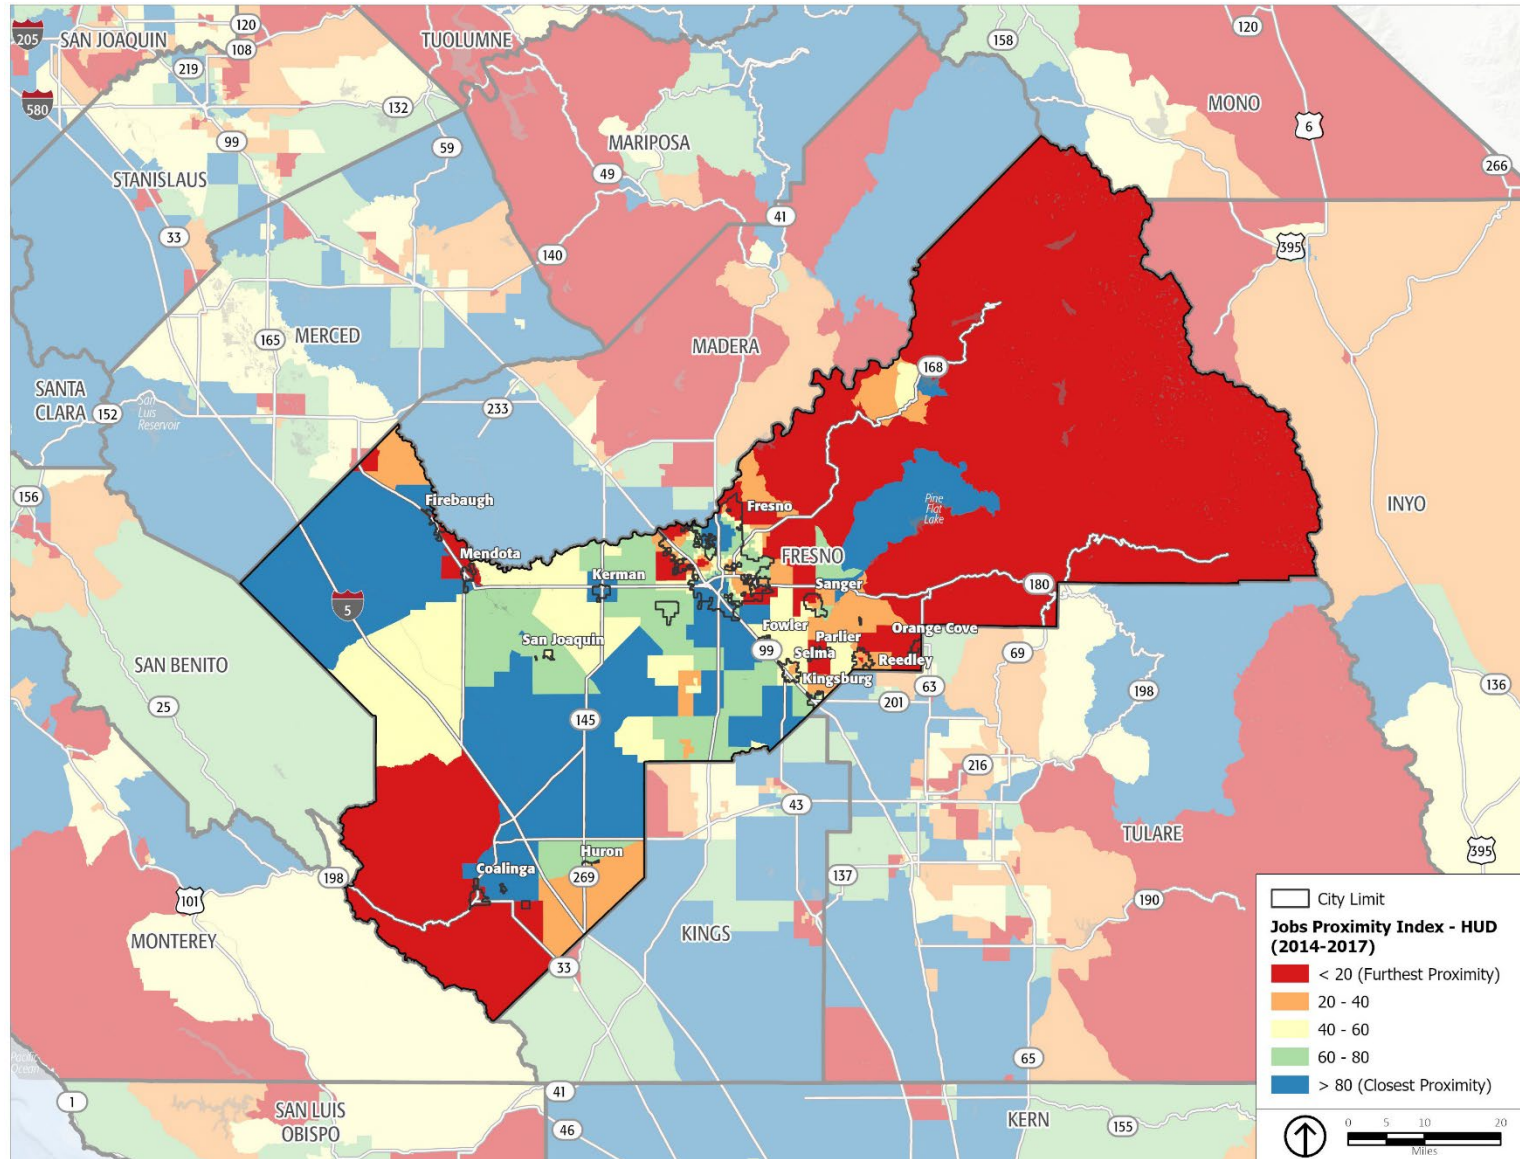 205
SAN JOAQUIN
120
108
TUOLUMNE
158
120
219
580
132
MONO
6
99
59
MARIPOSA
49
266
STANISLAUS
33
41
140
395
MERCED
165
MADERA
168
SANTA
CLARA
152
San
Luis
Reservoir
233
156
Firebaugh
Fresno
Pine
Flat
Lake
INYO
Mendota
FRESNO
Kerman
Sanger
180
5
Fowler
Orange Cove
San Joaquin
Parlier
SAN BENITO
99
Selma
Reedley
69
Kingsburg
63
198
136
25
201
145
216
43
TULARE
395
Huron
Coalinga
198
269
137
101
190
MONTEREY
KINGS
33
65
Pacific
Ocean
1
41
SAN LUIS
OBISPO
46
KERN
155
City Limit
Jobs Proximity Index - HUD
(2014-2017)
< 20 (Furthest Proximity)
20 - 40
40 - 60
60 - 80
> 80 (Closest Proximity)
0 5 10 20
Miles